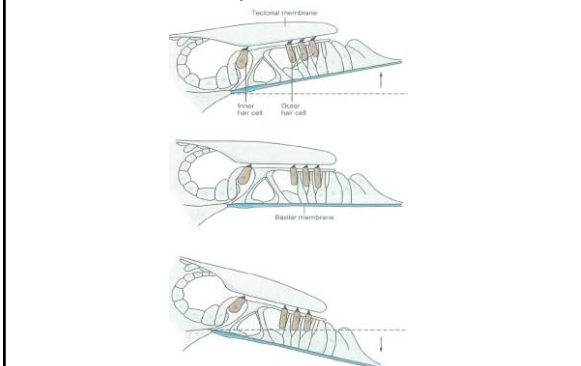 Tectorial membrane
Inner
hair cell
Outer
hair cell
Basilar membrane